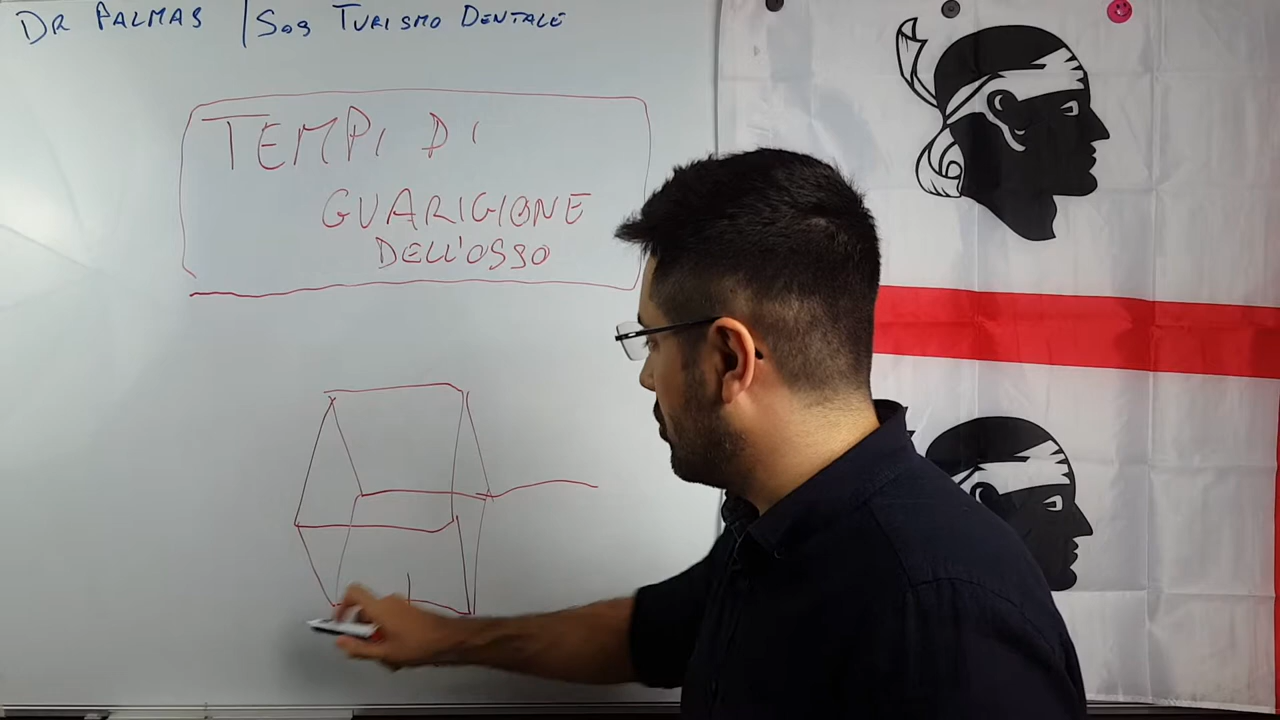 DR PALMAS | SOS TURISMO DENTALE
TEMPI DI
GUARIGIONE
DELL'OSSO